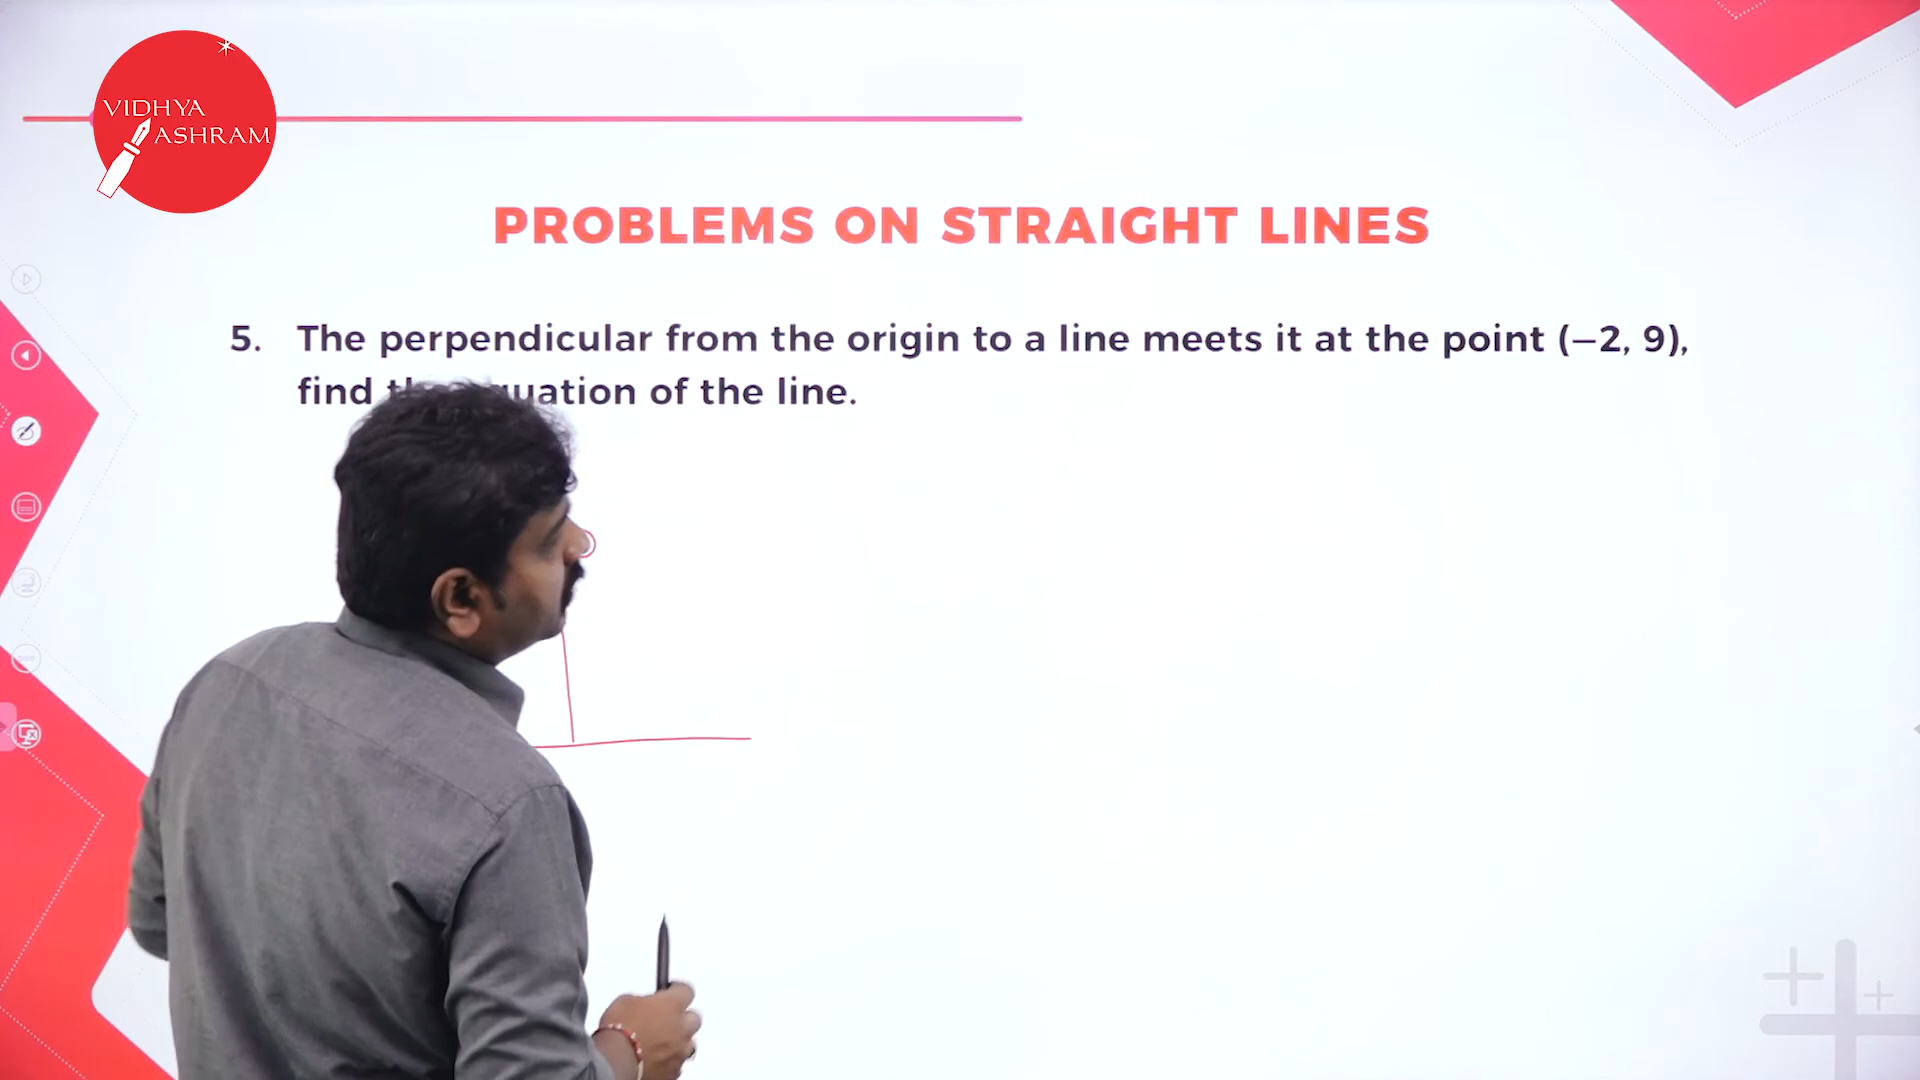 VIDHYA
ASHRAM
PROBLEMS ON STRAIGHT LINES
5. The perpendicular from the origin to a line meets it at the point (–2, 9),
find the equation of the line.